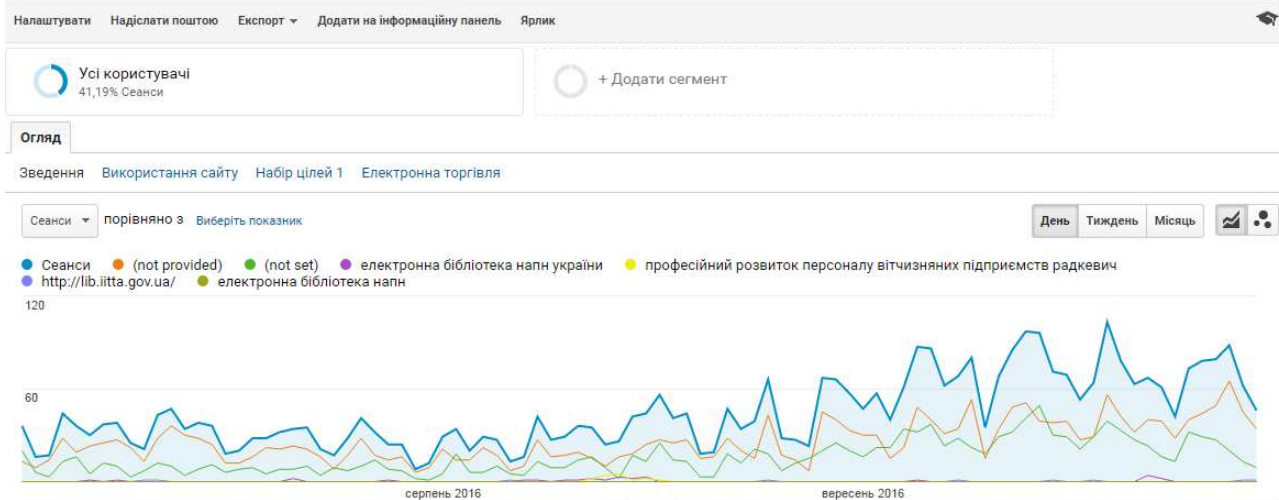 Налаштувати Надіслати поштою Експорт Додати на інформаційну панель Ярлик
Усі користувачі
41,19% Сеанси
+ Додати сегмент
Огляд
Зведення Використання сайту Набір цілей 1 Електронна торгівля
Сеанси порівняно з Виберіть показник День Тиждень Місяць
Сеанси (not provided) (not set) електронна бібліотека напн україни професійний розвиток персоналу вітчизняних підприємств радкевич
http://lib.iitta.gov.ua/ електронна бібліотека напн
120
60
серпень 2016 вересень 2016